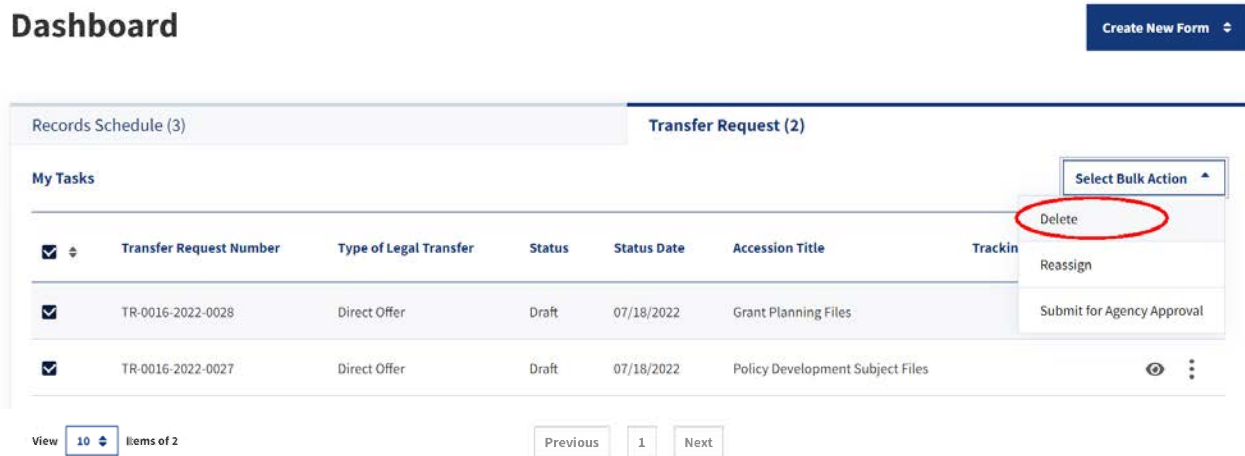 Dashboard
Create New Form
Records Schedule (3)
Transfer Request (2)
My Tasks
Select Bulk Action
Delete
Transfer Request Number Type of Legal Transfer Status Status Date Accession Title Trackin
Reassign
TR-0016-2022-0028 Direct Offer Draft 07/18/2022 Grant Planning Files
Submit for Agency Approval
TR-0016-2022-0027 Direct Offer Draft 07/18/2022 Policy Development Subject Files
View 10 Items of 2
Previous 1 Next